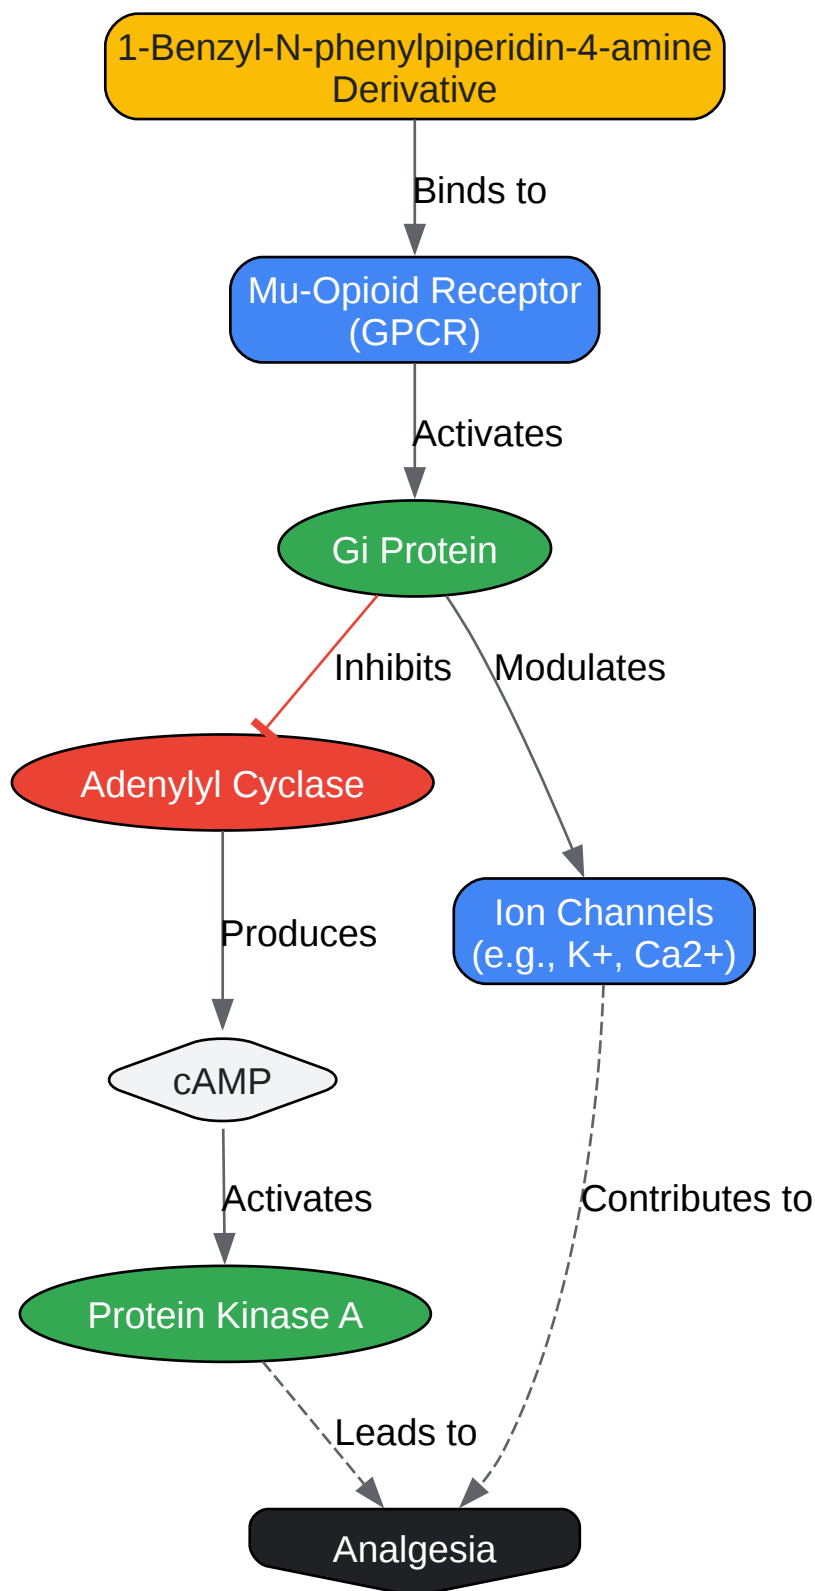 1-Benzyl-N-phenylpiperidin-4-amine
Derivative
Binds to
Mu-Opioid Receptor
(GPCR)
Activates
Gi Protein
Inhibits
Modulates
Adenylyl Cyclase
Produces
Ion Channels
(e.g., K+, Ca2+)
cAMP
Activates
Contributes to
Protein Kinase A
Leads to
Analgesia